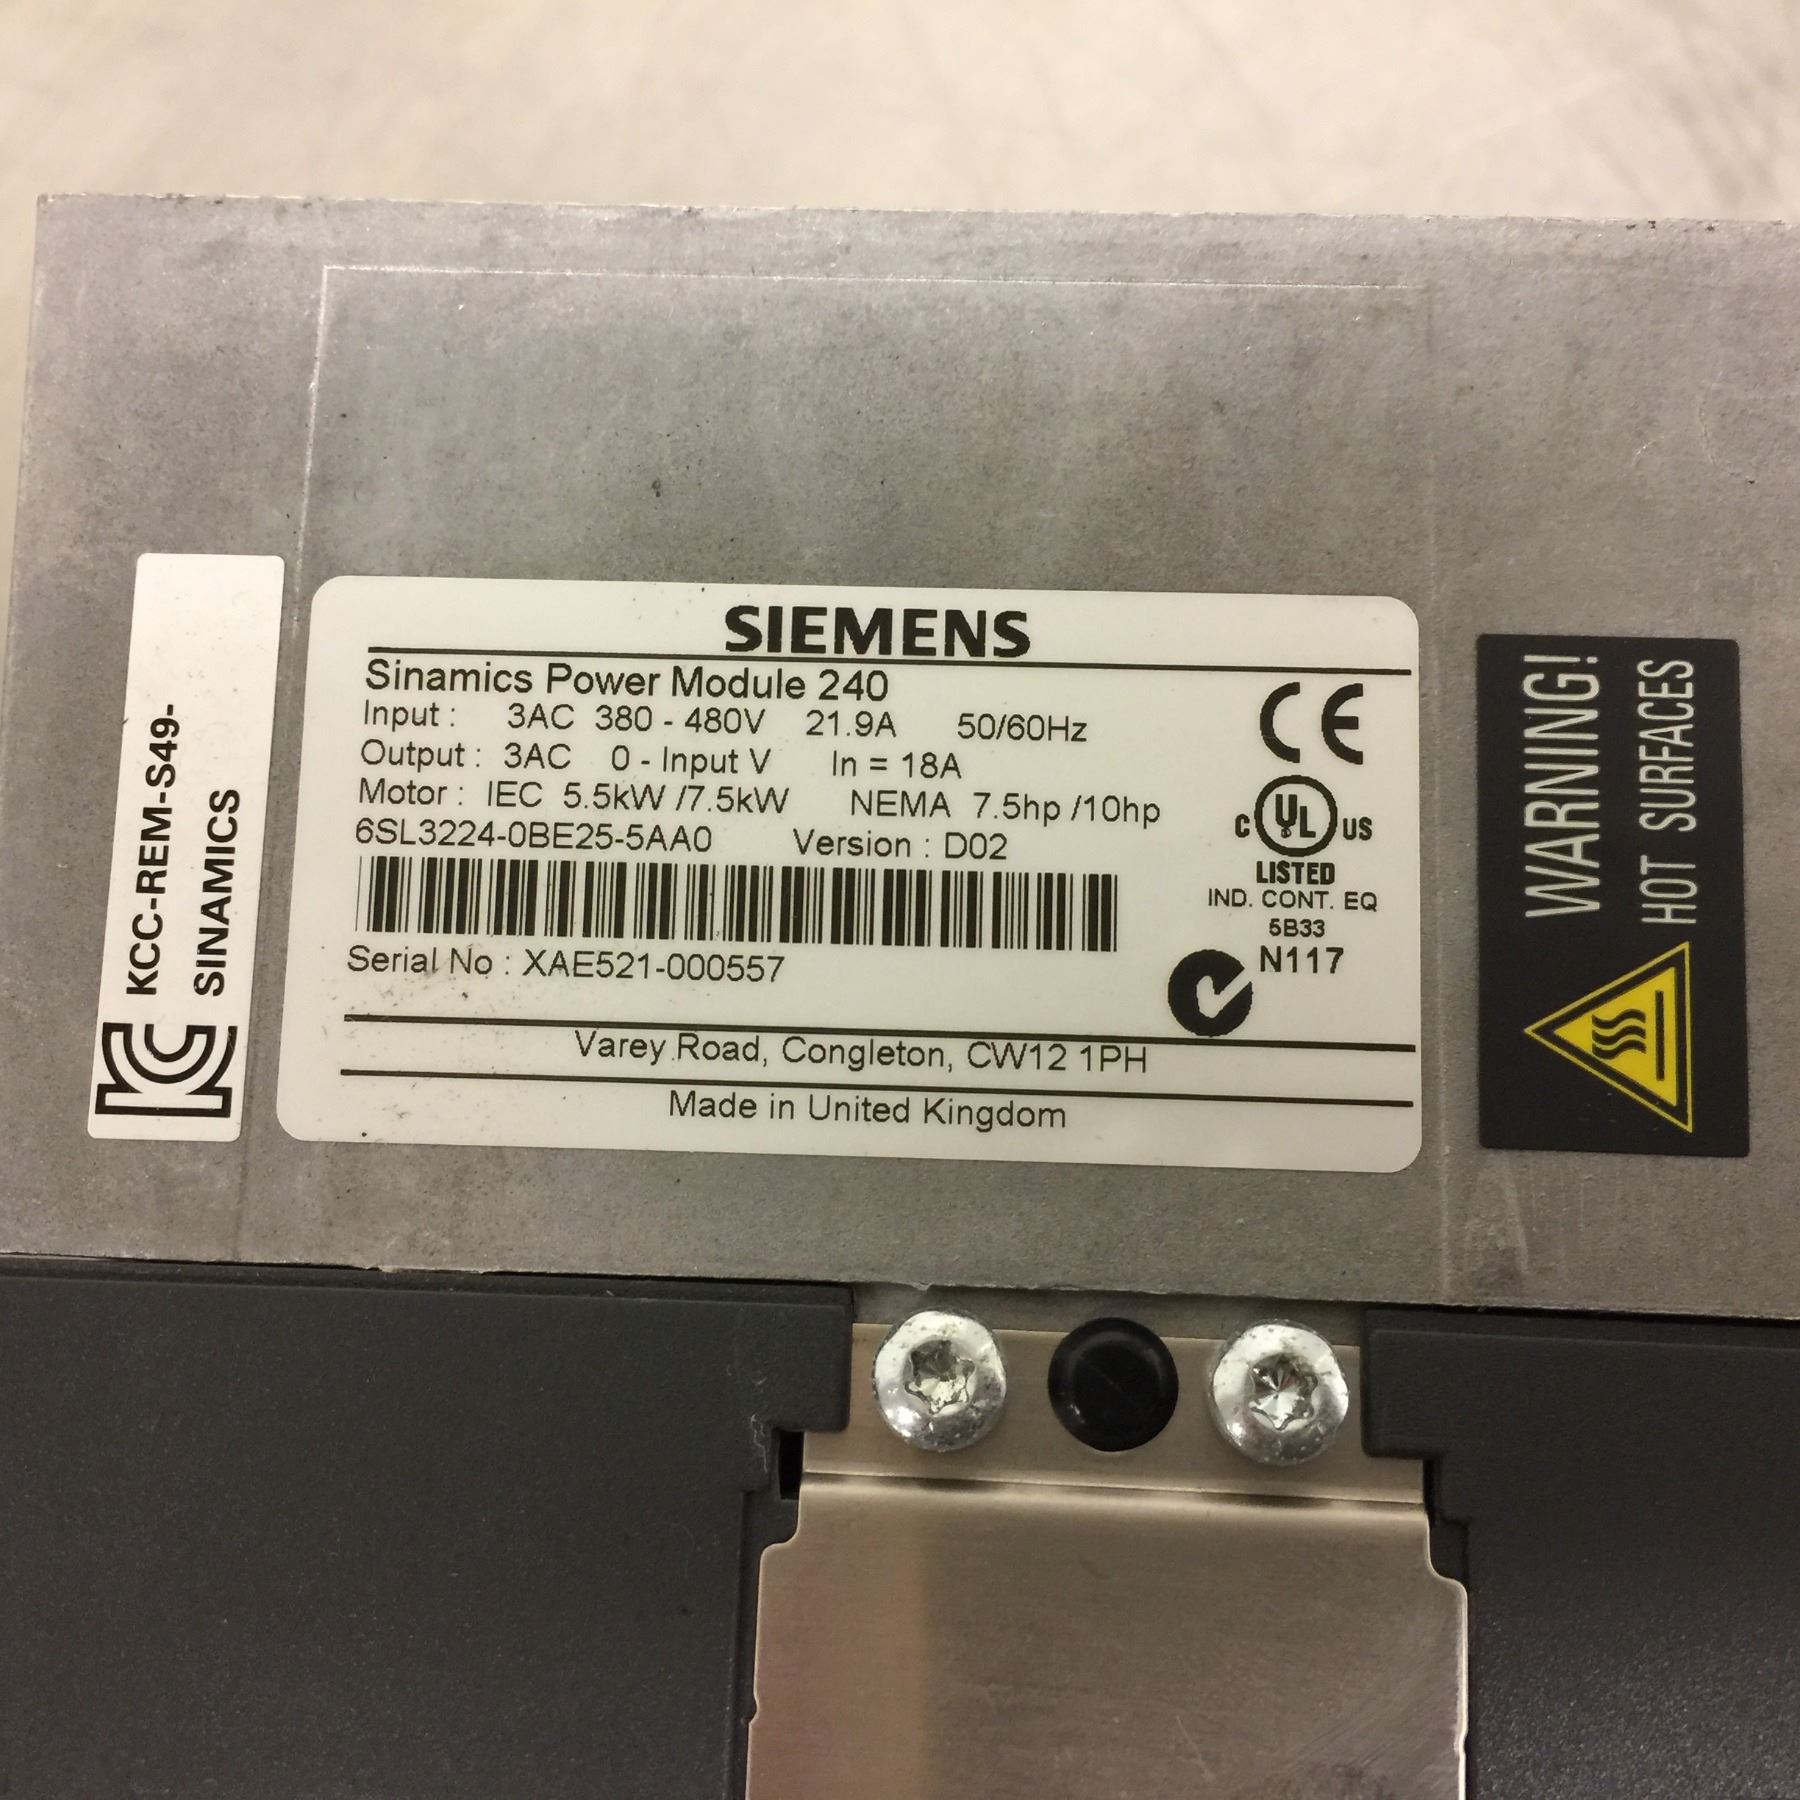 KCC-REM-S49-
SINAMICS
SIEMENS
Sinamics Power Module 240
Input : 3AC 380 - 480V 21.9A 50/60Hz
Output : 3AC 0 - Input V In = 18A
Motor : IEC 5.5kW /7.5kW NEMA 7.5hp /10hp
6SL3224-0BE25-5AA0 Version : D02
Serial No : XAE521-000557
CE
C UL US
LISTED
IND. CONT. EQ
5B33
N117
Varey Road, Congleton, CW12 1PH
Made in United Kingdom
WARNING!
HOT SURFACES